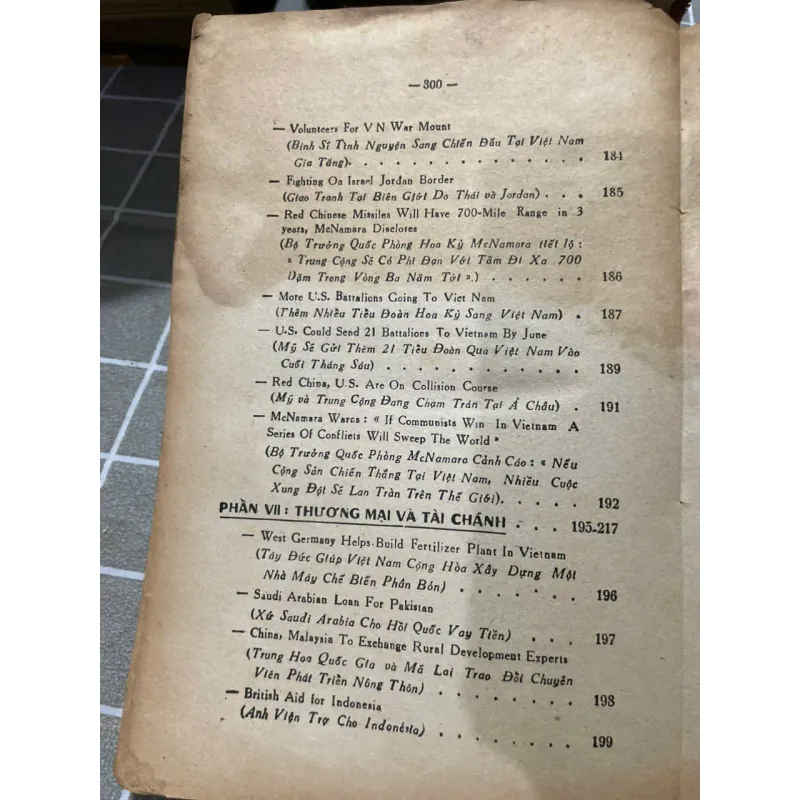 — 300 —
— Volunteers For V N War Mount
(Binh Sĩ Tình Nguyện Sang Chiến Đấu Tại Việt Nam
Gia Tăng). . . . . . . . . . . . . . . 184
— Fighting On Israel Jordan Border
(Giao Tranh Tại Biên Giới Do Thái và Jordan) . . . 185
— Red Chinese Missiles Will Have 700-Mile Range in 3
years, McNamara Discloses
(Bộ Trưởng Quốc Phòng Hoa Kỳ McNamora tiết lộ :
« Trung Cộng Sẽ Có Phi Đạn Với Tầm Đi Xa 700
Dặm Trong Vòng Ba Năm Tới ».) . . . . . . 186
— More U.S. Battalions Going To Viet Nam
(Thêm Nhiều Tiểu Đoàn Hoa Kỳ Sang Việt Nam) . 187
— U.S. Could Send 21 Battalions To Vietnam By June
(Mỹ Sẽ Gửi Thêm 21 Tiểu Đoàn Qua Việt Nam Vào
Cuối Tháng Sáu) . . . . . . . . . . . . 189
— Red China, U.S. Are On Collision Course
(Mỹ và Trung Cộng Đang Chạm Trán Tại Á Châu) . 191
— McNamara Warns : « If Communists Win In Vietnam A
Series Of Conflicts Will Sweep The World "
(Bộ Trưởng Quốc Phòng McNamara Cảnh Cáo : « Nếu
Cộng Sản Chiến Thắng Tại Việt Nam, Nhiều Cuộc
Xung Đột Sẽ Lan Tràn Trên Thế Giới). . . . . 192
PHẦN VII : THƯƠNG MẠI VÀ TÀI CHÁNH . . . 195-217
— West Germany Helps Build Fertilizer Plant In Vietnam
(Tây Đức Giúp Việt Nam Cộng Hòa Xây Dựng Một
Nhà Máy Chế Biến Phân Bón) . . . . . . . 196
— Saudi Arabian Loan For Pakistan
(Xứ Saudi Arabia Cho Hồi Quốc Vay Tiền) . . . 197
— China, Malaysia To Exchange Rural Development Experts
(Trung Hoa Quốc Gia và Mã Lai Trao Đổi Chuyên
Viên Phát Triển Nông Thôn) . . . . . . . . 198
— British Aid for Indonesia
(Anh Viện Trợ Cho Indonésia) . . . . . . . . 199